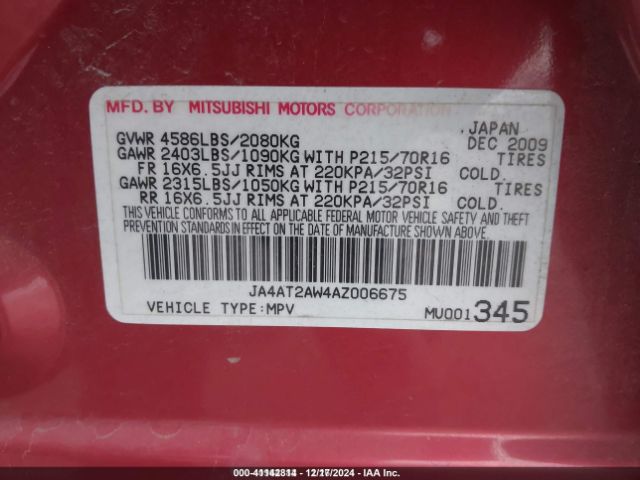 MFD. BY MITSUBISHI MOTORS CORPORATION
, JAPAN
GVWR 4586LBS/2080KG DEC 2009
GAWR 2403LBS/1090KG WITH P215/70R16 TIRES
FR 16X6.5JJ RIMS AT 220KPA/32PSI COLD.
GAWR 2315LBS/1050KG WITH P215/70R16 TIRES
RR 16X6.5JJ RIMS AT 220KPA/32PSI COLD.
THIS VEHICLE CONFORMS TO ALL APPLICABLE FEDERAL MOTOR VEHICLE SAFETY AND THEFT
PREVENTION STANDARDS IN EFFECT ON THE DATE OF MANUFACTURE SHOWN ABOVE.
JA4AT2AW4AZ006675
VEHICLE TYPE:MPV MU001345
- IAA Inc.